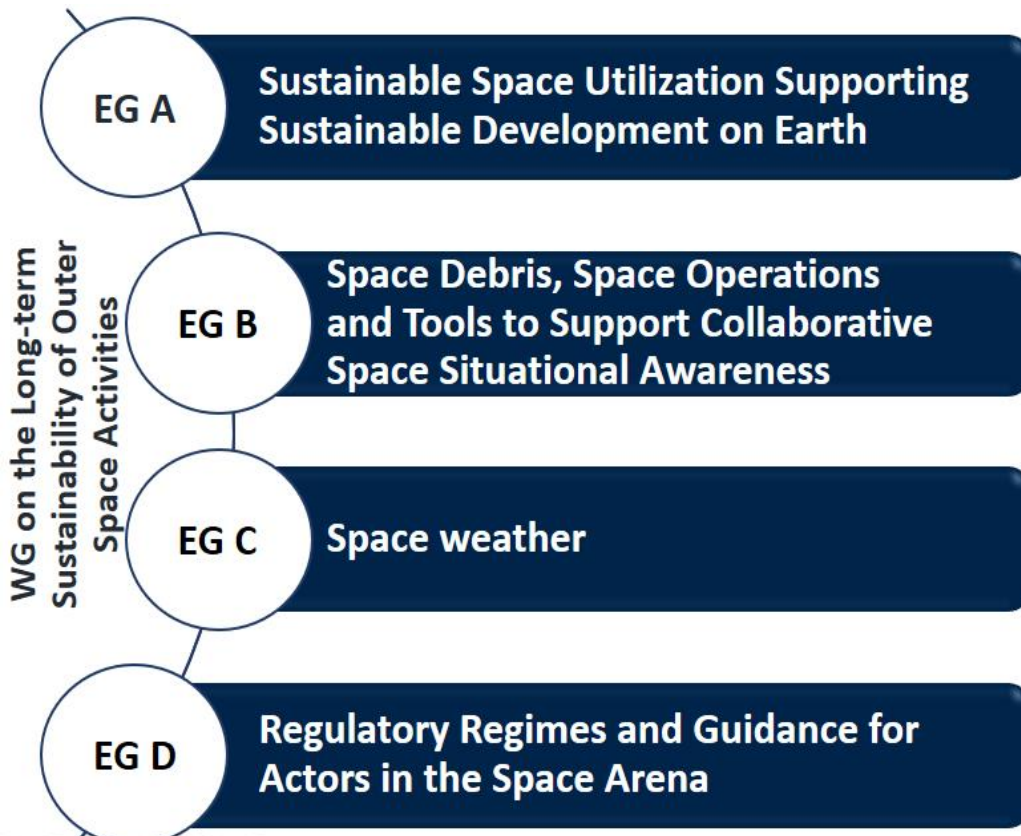 WG on the Long-term
Sustainability of Outer
Space Activities
EG A
Sustainable Space Utilization Supporting
Sustainable Development on Earth
EG B
Space Debris, Space Operations
and Tools to Support Collaborative
Space Situational Awareness
EG C
Space weather
EG D
Regulatory Regimes and Guidance for
Actors in the Space Arena